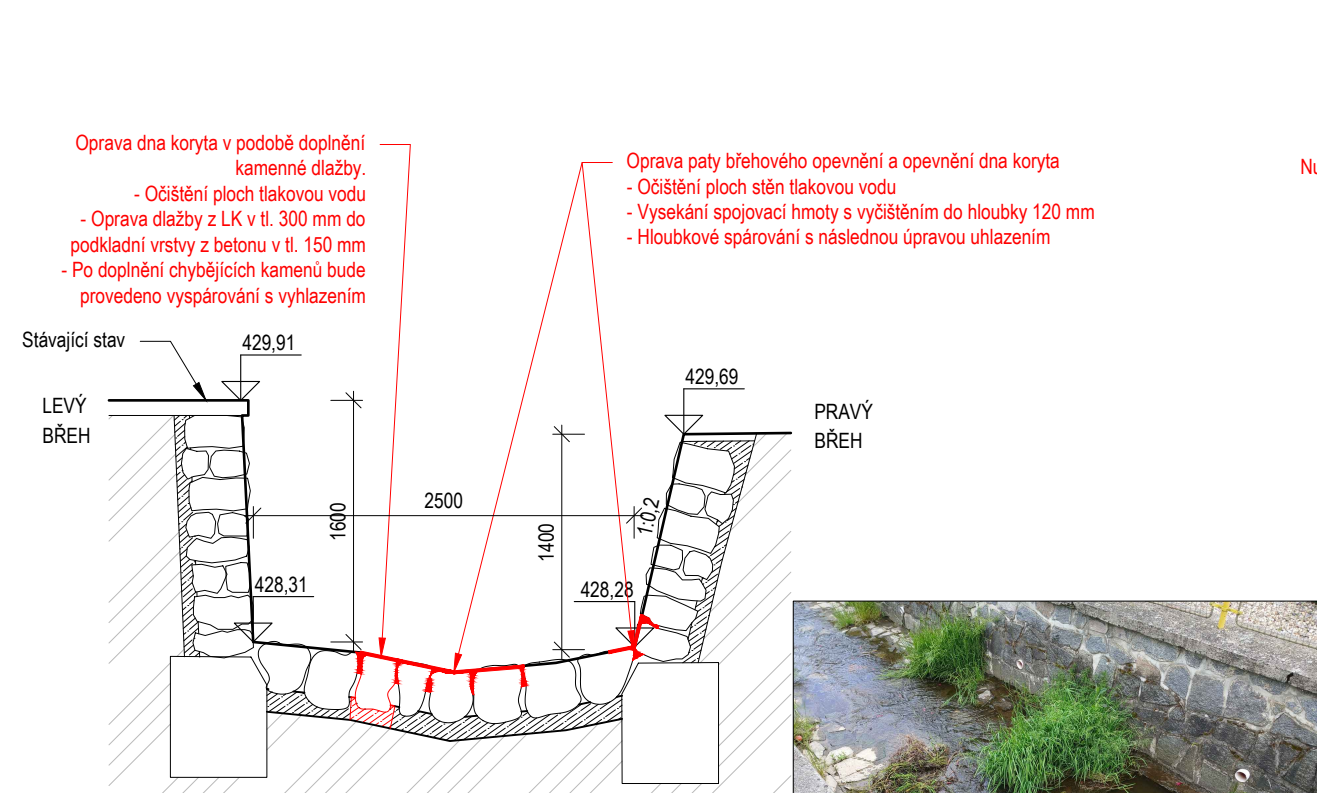 Oprava dna koryta v podobě doplnění
kamenné dlažby.
- Očištění ploch tlakovou vodu
- Oprava dlažby z LK v tl. 300 mm do
podkladní vrstvy z betonu v tl. 150 mm
- Po doplnění chybějících kamenů bude
provedeno vyspárování s vyhlazením
Oprava paty břehového opevnění a opevnění dna koryta
- Očištění ploch stěn tlakovou vodu
- Vysekání spojovací hmoty s vyčištěním do hloubky 120 mm
- Hloubkové spárování s následnou úpravou uhlazením
Stávající stav
429,91
429,69
LEVÝ
BŘEH
PRAVÝ
BŘEH
2500
1600
1400
1:0,2
428,31
428,28